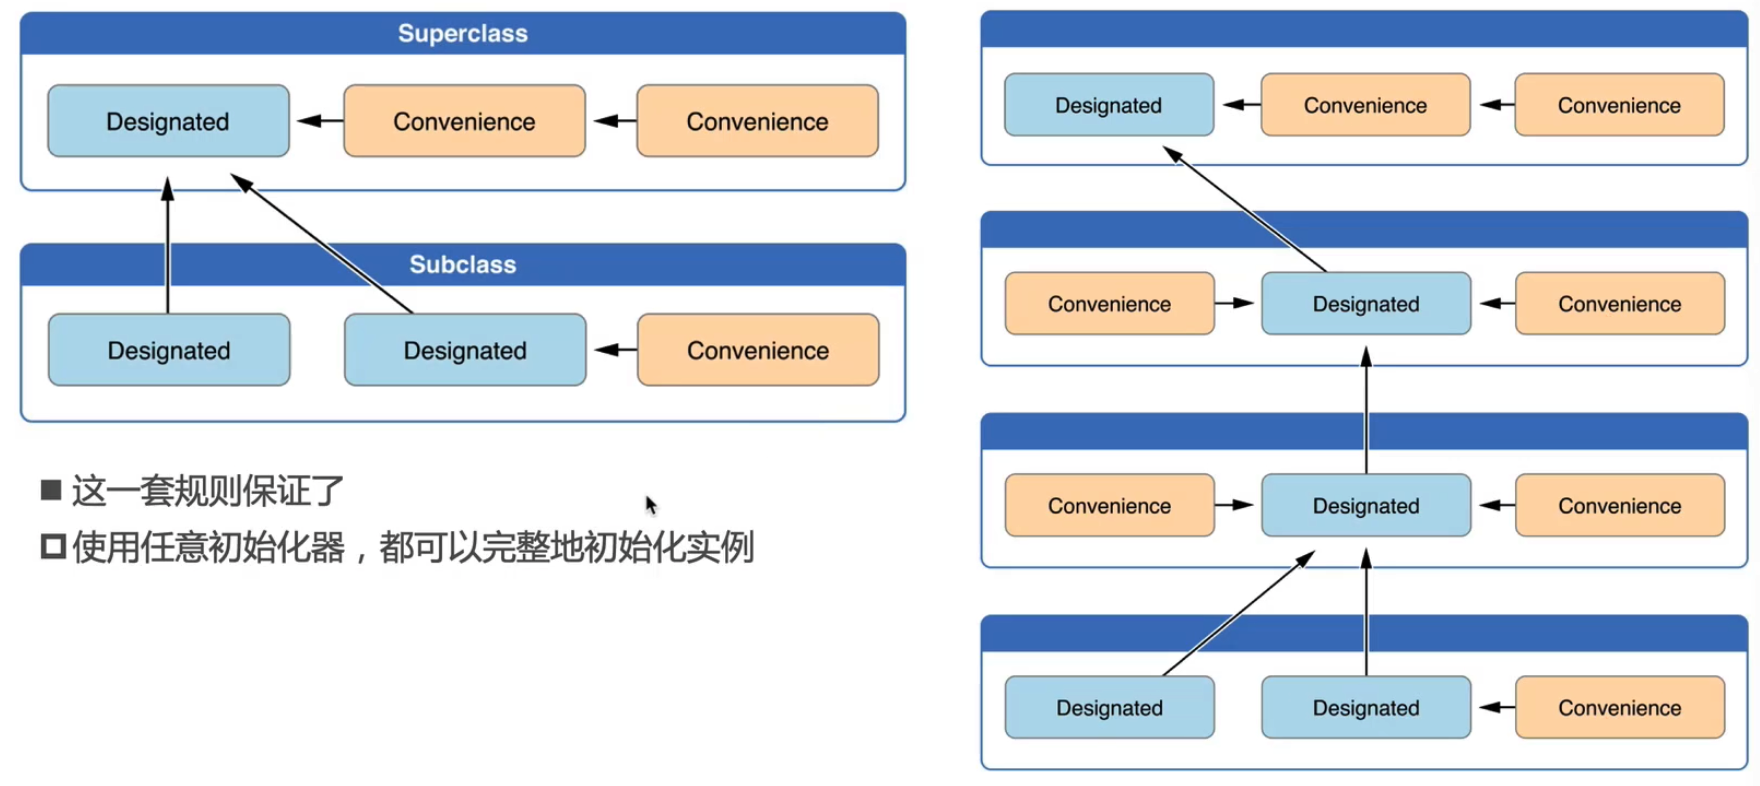 Superclass
Designated Convenience Convenience
Subclass
Designated Designated Convenience
这一套规则保证了
使用任意初始化器，都可以完整地初始化实例
Designated Convenience Convenience
Convenience Designated Convenience
Convenience Designated Convenience
Designated Designated Convenience